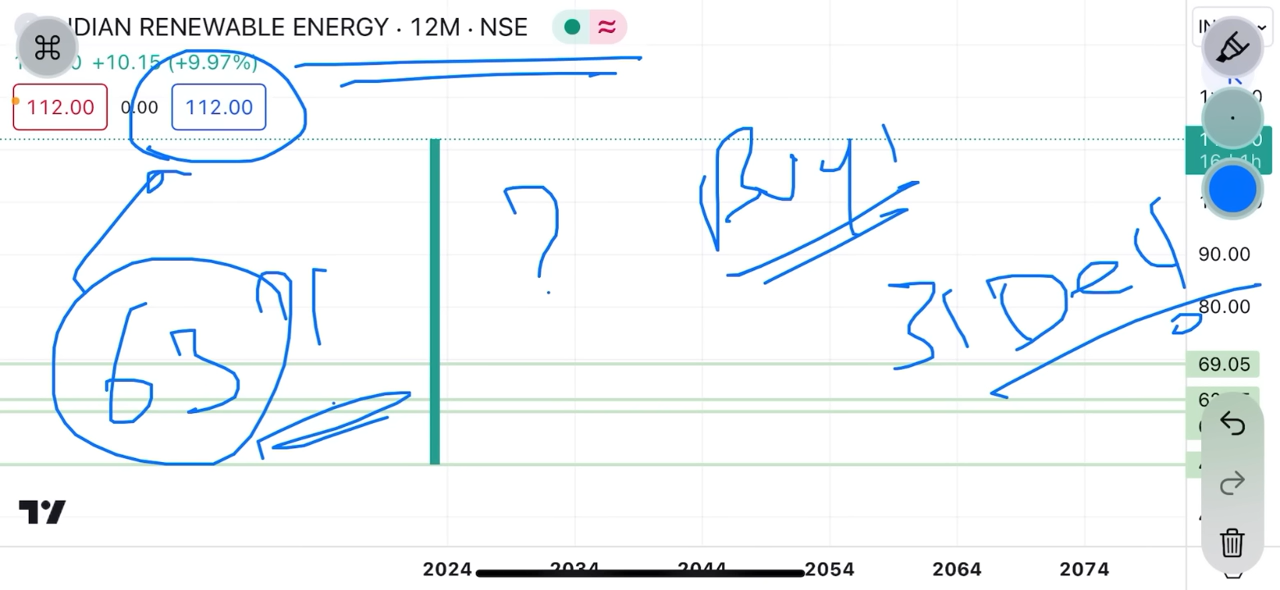 IDIAN RENEWABLE ENERGY · 12M · NSE
+10.15 (+9.97%)
112.00 0.00 112.00
Buy!
?
63
31 Dec
90.00
80.00
69.05
2024 2034 2044 2054 2064 2074